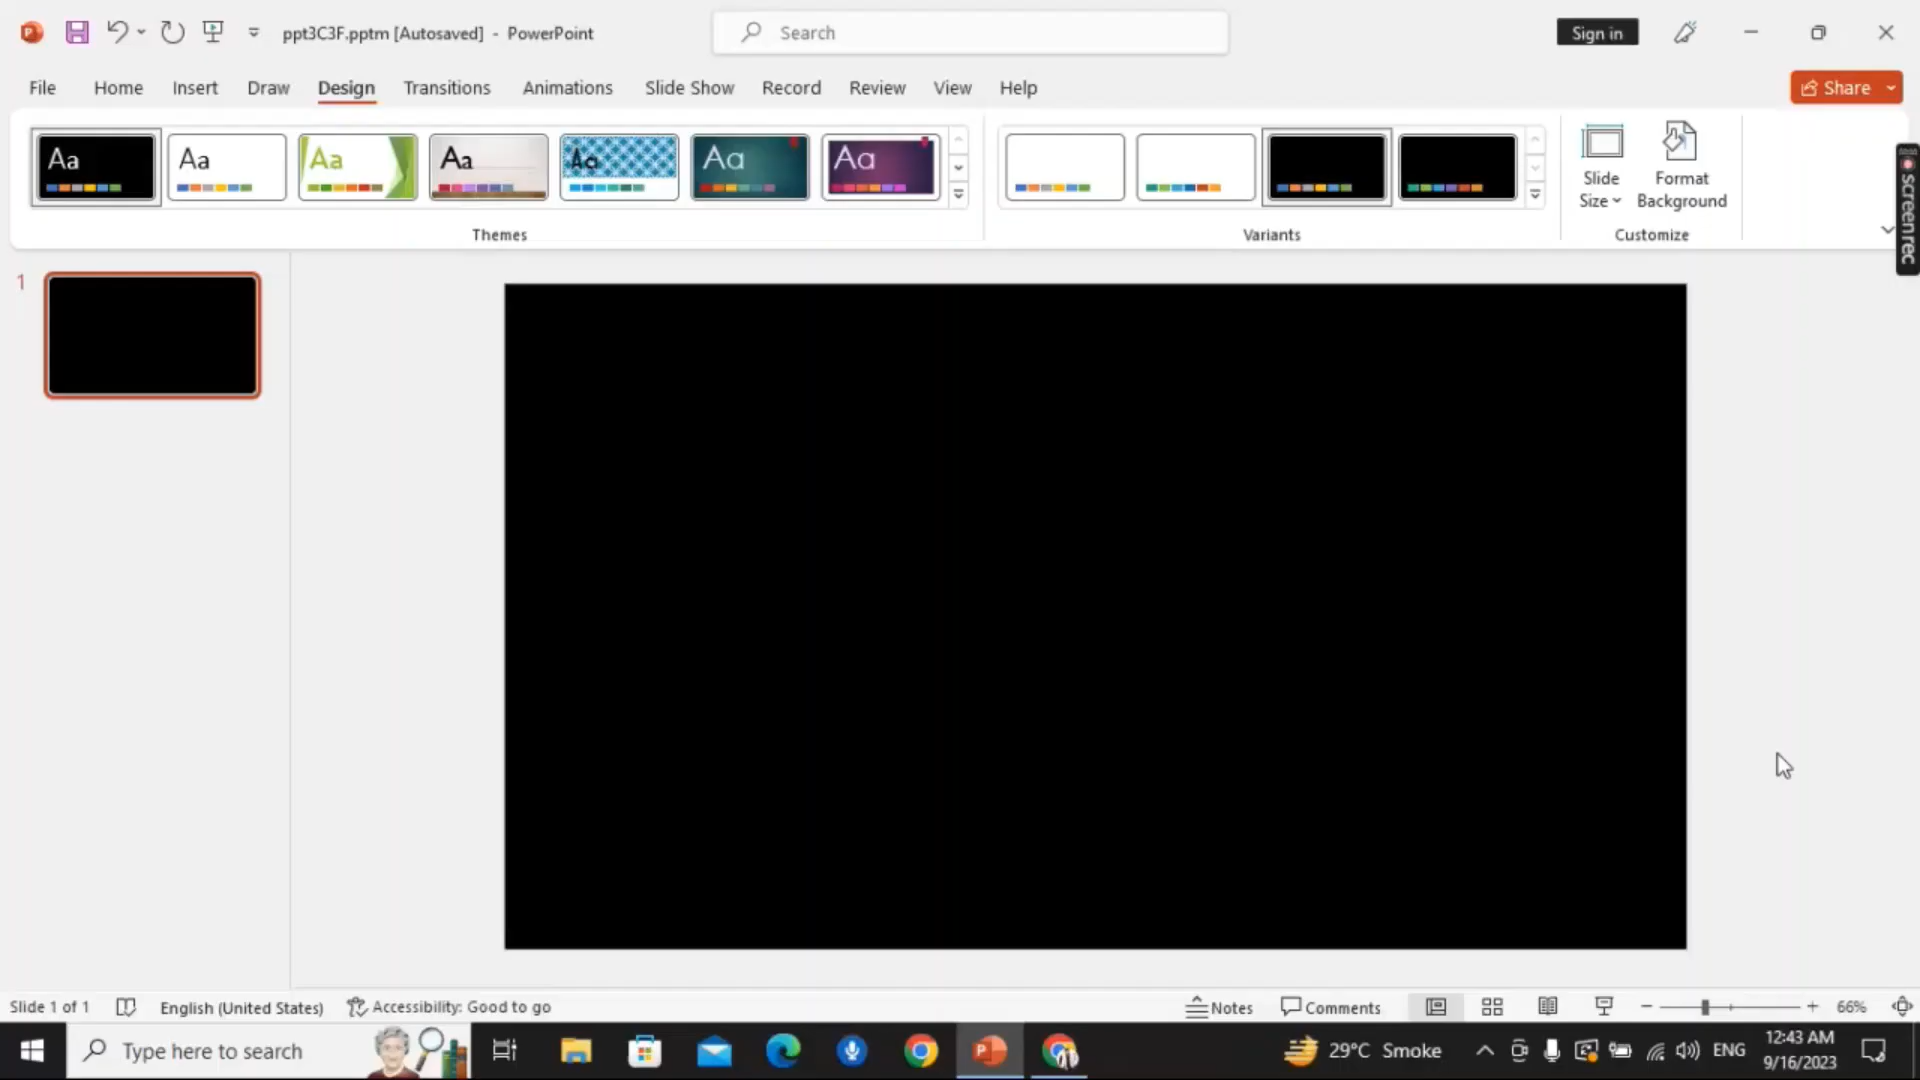 ppt3C3F.pptm [Autosaved] - PowerPoint
Search
Sign in
File Home Insert Draw Design Transitions Animations Slide Show Record Review View Help
Share
Aa Aa Aa Aa Aa Aa Aa
Slide Size
Format Background
Themes
Variants
Customize
screenrec
1
Slide 1 of 1
English (United States)
Accessibility: Good to go
Notes
Comments
66%
Type here to search
29°C Smoke
ENG
12:43 AM
9/16/2023